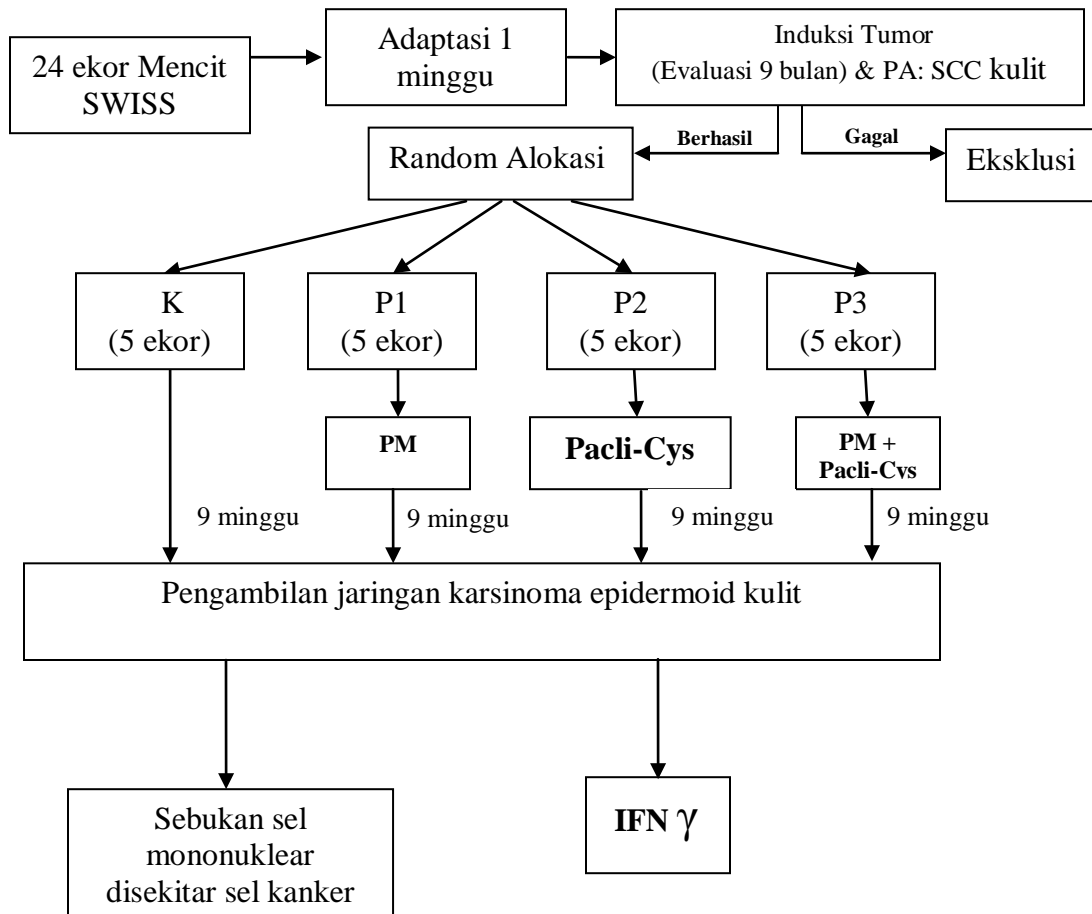 24 ekor Mencit
SWISS
Adaptasi 1
minggu
Induksi Tumor
(Evaluasi 9 bulan) & PA: SCC kulit
Berhasil
Gagal
Random Alokasi
Eksklusi
K
(5 ekor)
P1
(5 ekor)
P2
(5 ekor)
P3
(5 ekor)
PM
Pacli-Cys
PM +
Pacli-Cys
9 minggu
9 minggu
9 minggu
9 minggu
Pengambilan jaringan karsinoma epidermoid kulit
Sebukan sel
mononuklear
disekitar sel kanker
IFN γ